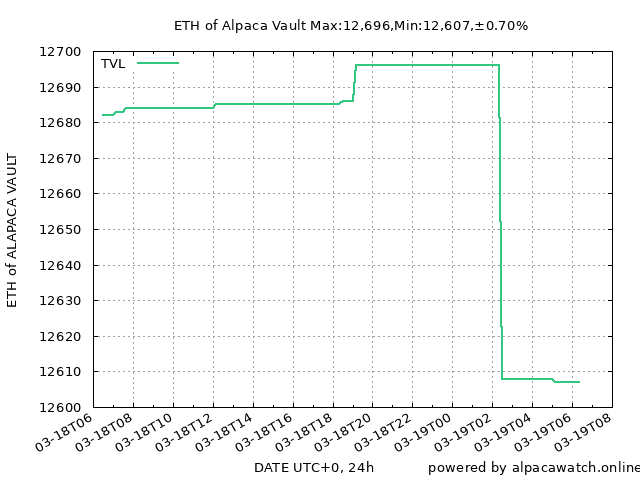 ETH of Alpaca Vault Max:12,696,Min:12,607,±0.70%
TVL
12700
12690
12680
12670
12660
12650
12640
12630
12620
12610
12600
ETH of ALAPACA VAULT
03-18T06
03-18T08
03-18T10
03-18T12
03-18T14
03-18T16
03-18T18
03-18T20
03-18T22
03-19T00
03-19T02
03-19T04
03-19T06
03-19T08
DATE UTC+0, 24h
powered by alpacawatch.online